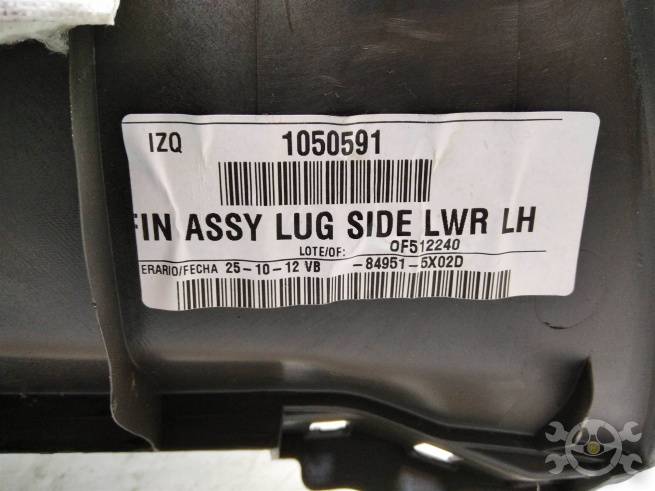 IZQ 1050591
FIN ASSY LUG SIDE LWR LH
LOTE/OF: OF512240
ERARIO/FECHA 25-10-12 VB -84951-5X02D